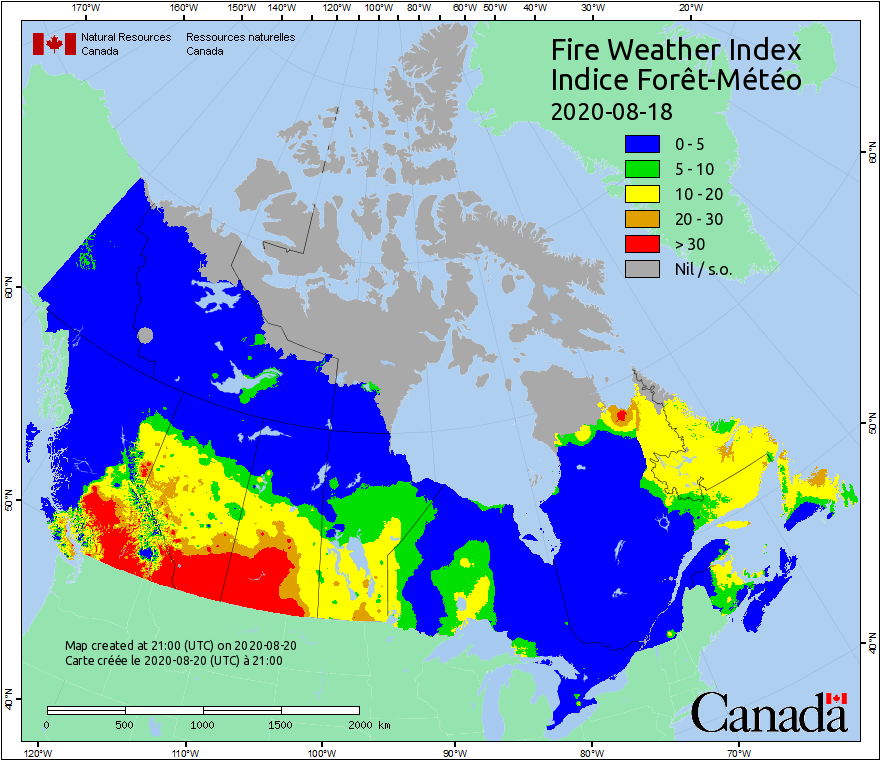 170°W 160°W 150°W 140°W 130°W 120°W 110°W 100°W 90°W 80°W 70°W 60°W 50°W 40°W 30°W 20°W
Natural Resources Canada
Ressources naturelles Canada
Fire Weather Index
Indice Forêt-Météo
2020-08-18
0 - 5
5 - 10
10 - 20
20 - 30
> 30
Nil / s.o.
60°N
60°N
50°N
50°N
40°N
40°N
Map created at 21:00 (UTC) on 2020-08-20
Carte créée le 2020-08-20 (UTC) à 21:00
0 500 1000 1500 2000 km
Canada
120°W 110°W 100°W 90°W 80°W 70°W